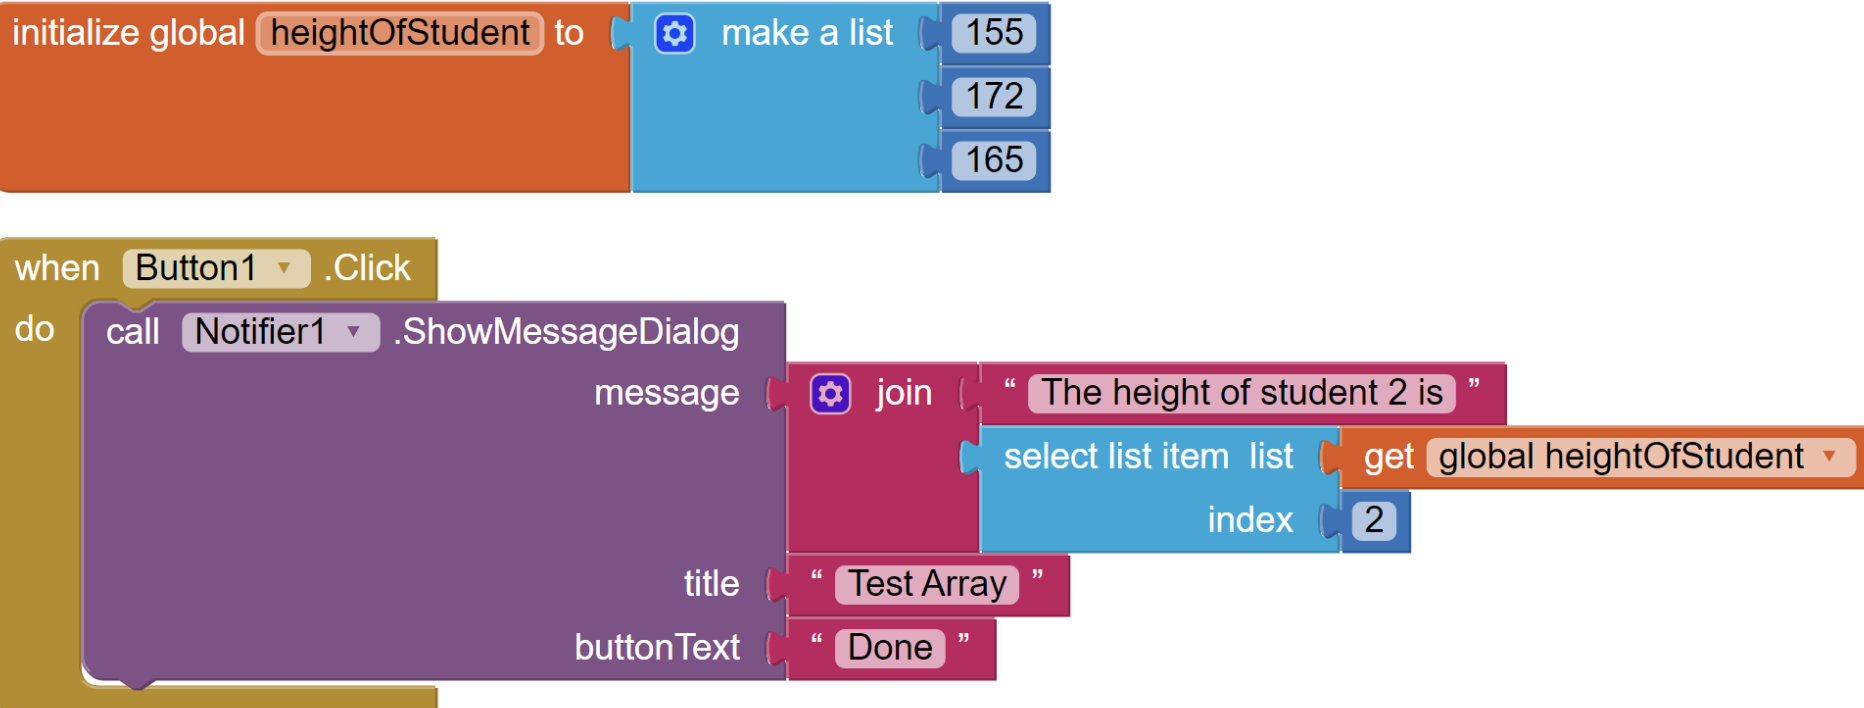 initialize global heightOfStudent to make a list 155
172
165
when Button1 .Click
do call Notifier1 .ShowMessageDialog
message join “ The height of student 2 is ”
select list item list get global heightOfStudent
index 2
title “ Test Array ”
buttonText “ Done ”